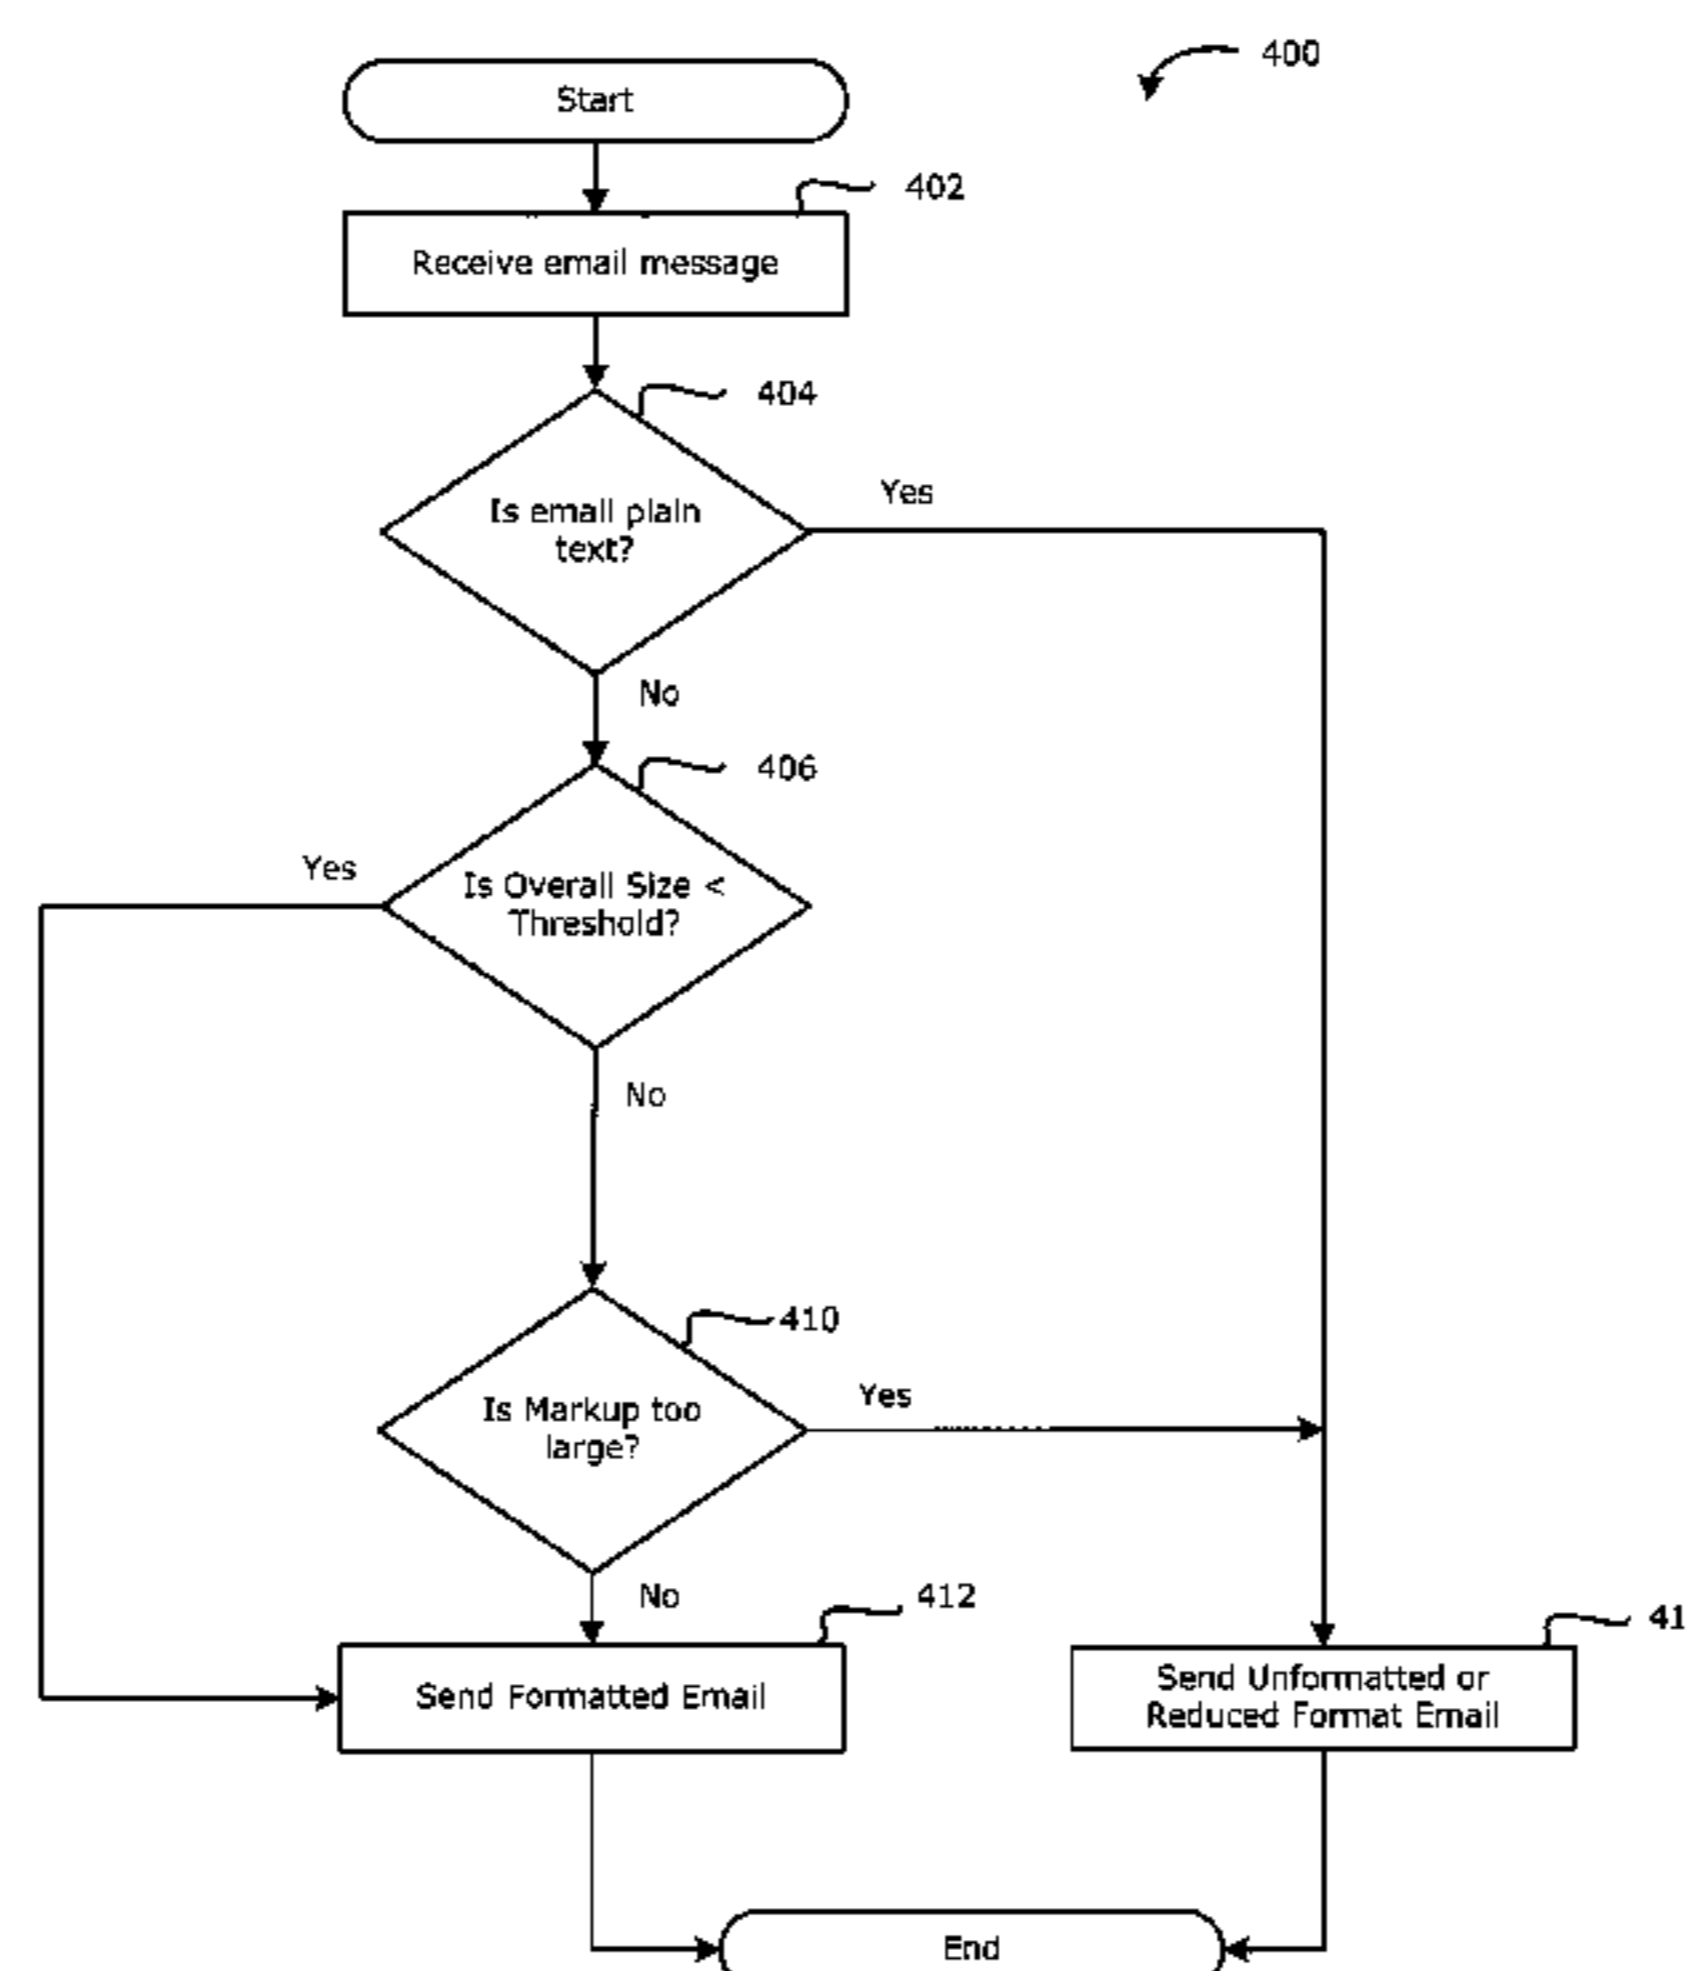 400
Start
402
Receive email message
404
Is email plain
text?
Yes
No
406
Yes
Is Overall Size <
Threshold?
No
410
Is Markup too
large?
Yes
No
412
Send Formatted Email
41
Send Unformatted or
Reduced Format Email
End